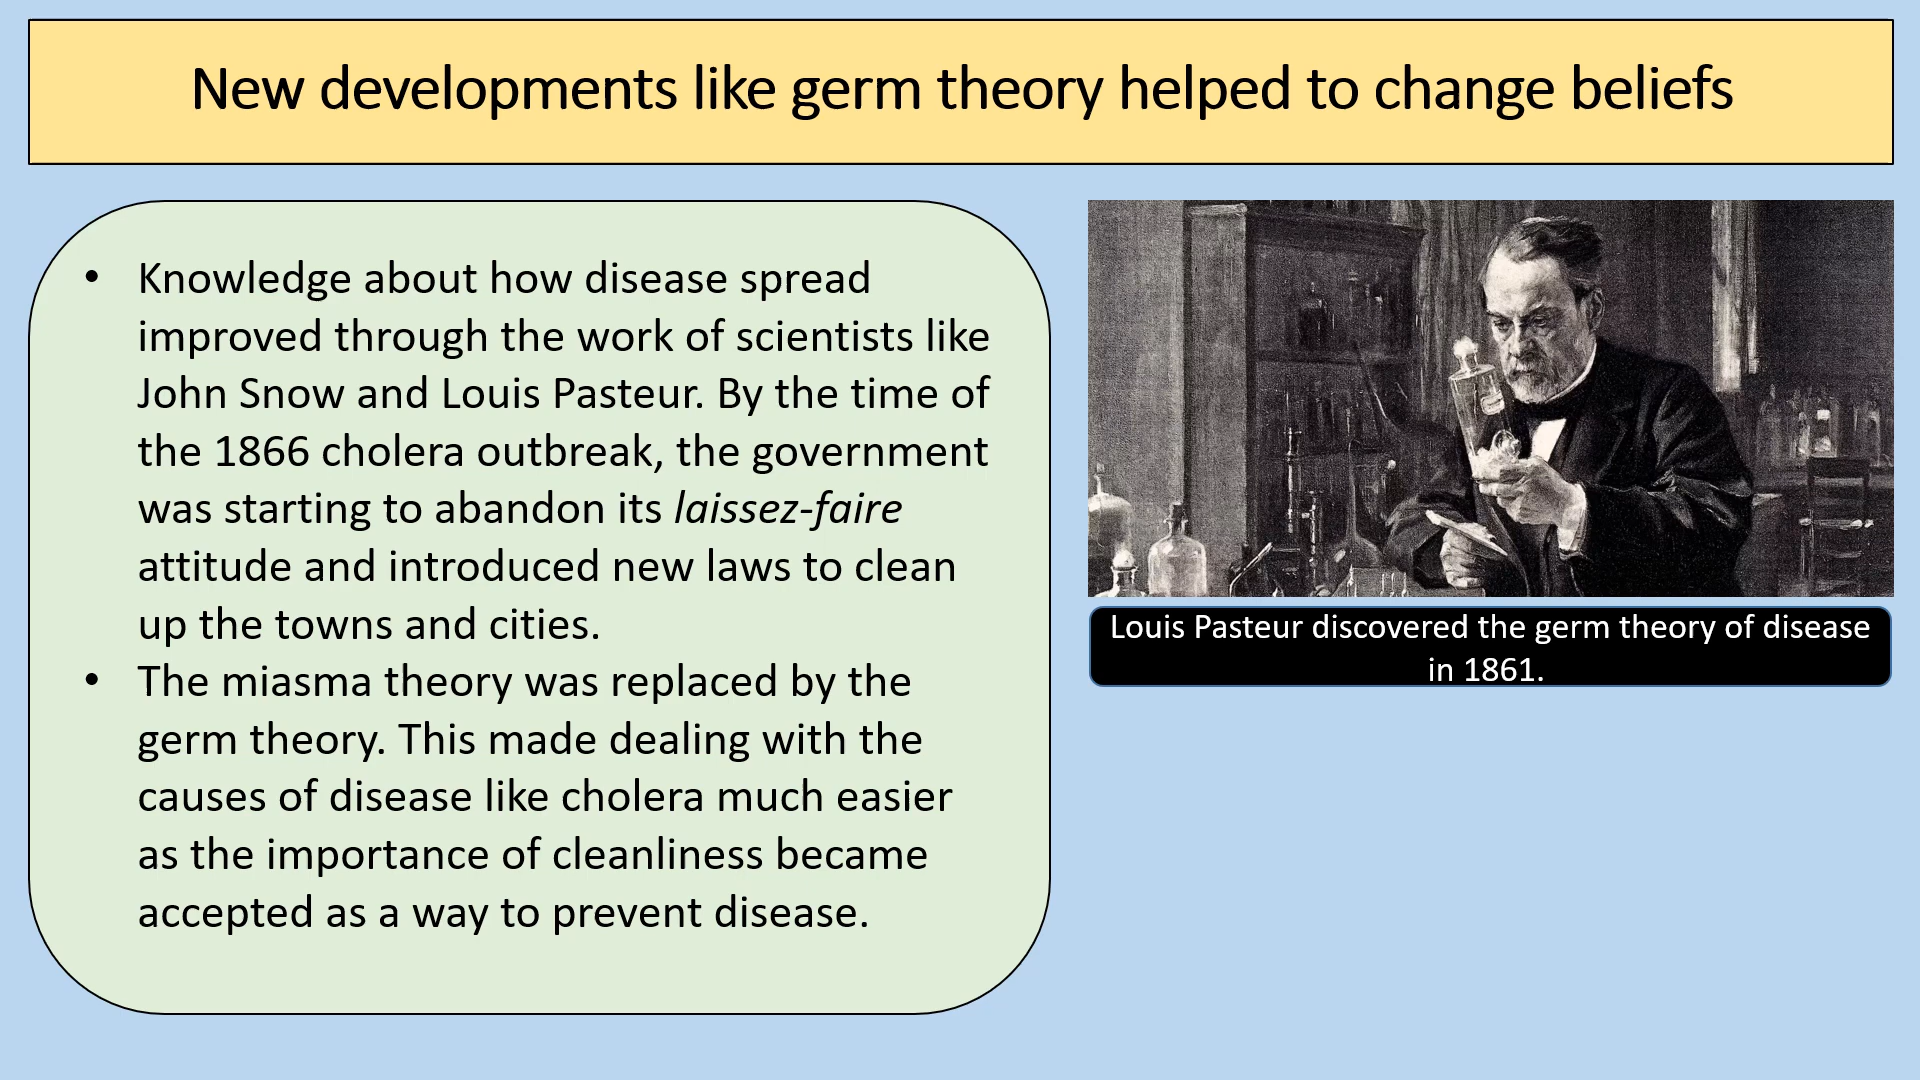 New developments like germ theory helped to change beliefs
• Knowledge about how disease spread
improved through the work of scientists like
John Snow and Louis Pasteur. By the time of
the 1866 cholera outbreak, the government
was starting to abandon its laissez-faire
attitude and introduced new laws to clean
up the towns and cities.
• The miasma theory was replaced by the
germ theory. This made dealing with the
causes of disease like cholera much easier
as the importance of cleanliness became
accepted as a way to prevent disease.
Louis Pasteur discovered the germ theory of disease
in 1861.